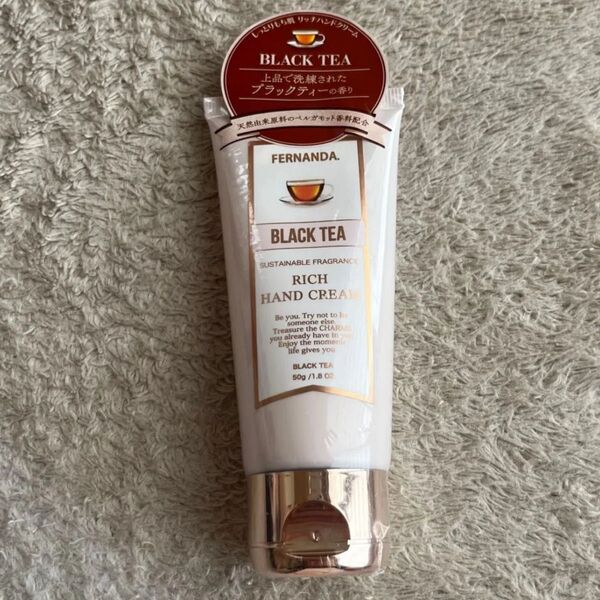 しっとりもち肌 リッチハンドクリーム
BLACK TEA
上品で洗練された
ブラックティーの香り
天然由来原料のベルガモット香料配合
FERNANDA.
BLACK TEA
SUSTAINABLE FRAGRANCE
RICH
HAND CREAM
Be you. Try not to be
someone else.
Treasure the CHARMS
you already have in you.
Enjoy the moments
life gives you.
BLACK TEA
50g /1.8 OZ.